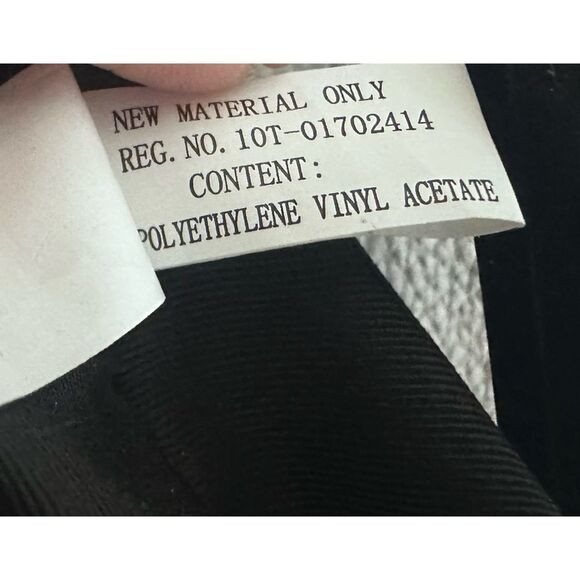 NEW MATERIAL ONLY
REG. NO. 10T-01702414
CONTENT:
POLYETHYLENE VINYL ACETATE